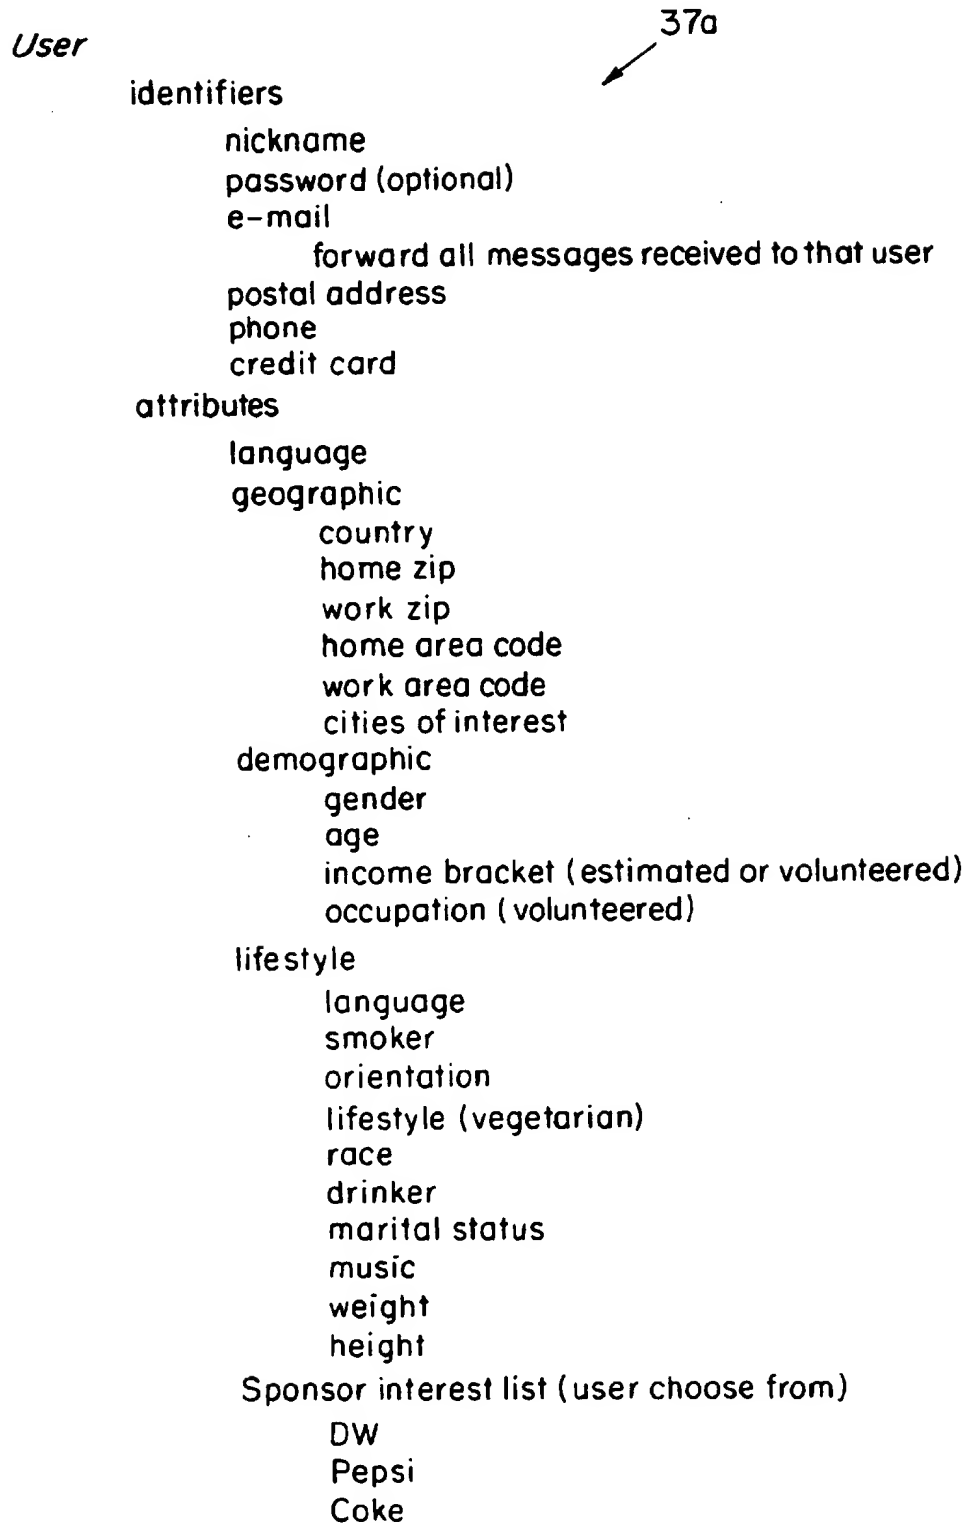 37a
User
identifiers
nickname
password (optional)
e-mail
forward all messages received to that user
postal address
phone
credit card
attributes
language
geographic
country
home zip
work zip
home area code
work area code
cities of interest
demographic
gender
age
income bracket (estimated or volunteered)
occupation (volunteered)
lifestyle
language
smoker
orientation
lifestyle (vegetarian)
race
drinker
marital status
music
weight
height
Sponsor interest list (user choose from)
DW
Pepsi
Coke